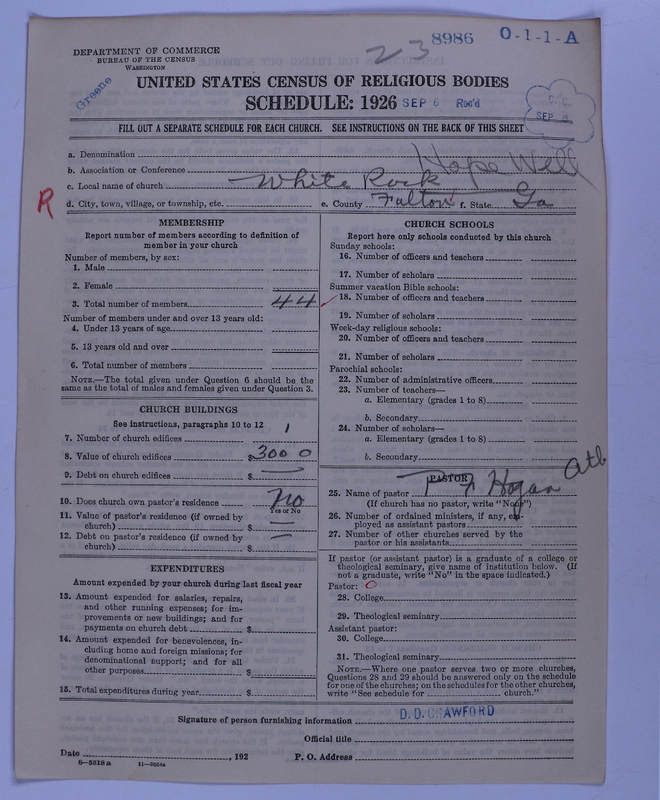 23 8986 O-1-1-A
DEPARTMENT OF COMMERCE
BUREAU OF THE CENSUS
WASHINGTON
Greene
UNITED STATES CENSUS OF RELIGIOUS BODIES
SCHEDULE: 1926 SEP 8 Rec'd
C.C.
SEP 8
FILL OUT A SEPARATE SCHEDULE FOR EACH CHURCH. SEE INSTRUCTIONS ON THE BACK OF THIS SHEET
a. Denomination
b. Association or Conference Hope Well
c. Local name of church White Rock
R d. City, town, village, or township, etc. e. County Fulton f. State Ga
MEMBERSHIP
Report number of members according to definition of
member in your church
Number of members, by sex:
1. Male
2. Female
3. Total number of members 44
Number of members under and over 13 years old:
4. Under 13 years of age
5. 13 years old and over
6. Total number of members
NOTE.—The total given under Question 6 should be the
same as the total of males and females given under Question 3.
CHURCH BUILDINGS
See instructions, paragraphs 10 to 12
7. Number of church edifices 1
8. Value of church edifices $3000
9. Debt on church edifices $ —
10. Does church own pastor's residence No
Yes or No
11. Value of pastor's residence (if owned by
church) $ —
12. Debt on pastor's residence (if owned by
church) $ —
EXPENDITURES
Amount expended by your church during last fiscal year
13. Amount expended for salaries, repairs,
and other running expenses; for im-
provements or new buildings; and for
payments on church debt $
14. Amount expended for benevolences, in-
cluding home and foreign missions; for
denominational support; and for all
other purposes $
15. Total expenditures during year $
CHURCH SCHOOLS
Report here only schools conducted by this church
Sunday schools:
16. Number of officers and teachers
17. Number of scholars
Summer vacation Bible schools:
18. Number of officers and teachers
19. Number of scholars
Week-day religious schools:
20. Number of officers and teachers
21. Number of scholars
Parochial schools:
22. Number of administrative officers
23. Number of teachers—
a. Elementary (grades 1 to 8)
b. Secondary
24. Number of scholars—
a. Elementary (grades 1 to 8)
b. Secondary
PASTOR
25. Name of pastor Hogan Atl
(If church has no pastor, write "None")
26. Number of ordained ministers, if any, em-
ployed as assistant pastors
27. Number of other churches served by the
pastor or his assistants
If pastor (or assistant pastor) is a graduate of a college or
theological seminary, give name of institution below. (If
not a graduate, write "No" in the space indicated.)
Pastor: O
28. College
29. Theological seminary
Assistant pastor:
30. College
31. Theological seminary
NOTE.—Where one pastor serves two or more churches,
Questions 28 and 29 should be answered only on the schedule
for one of the churches; on the schedules for the other churches,
write "See schedule for church."
Signature of person furnishing information D.D. CRAWFORD
Official title
Date , 192 P. O. Address
8—5518a 11—9004a